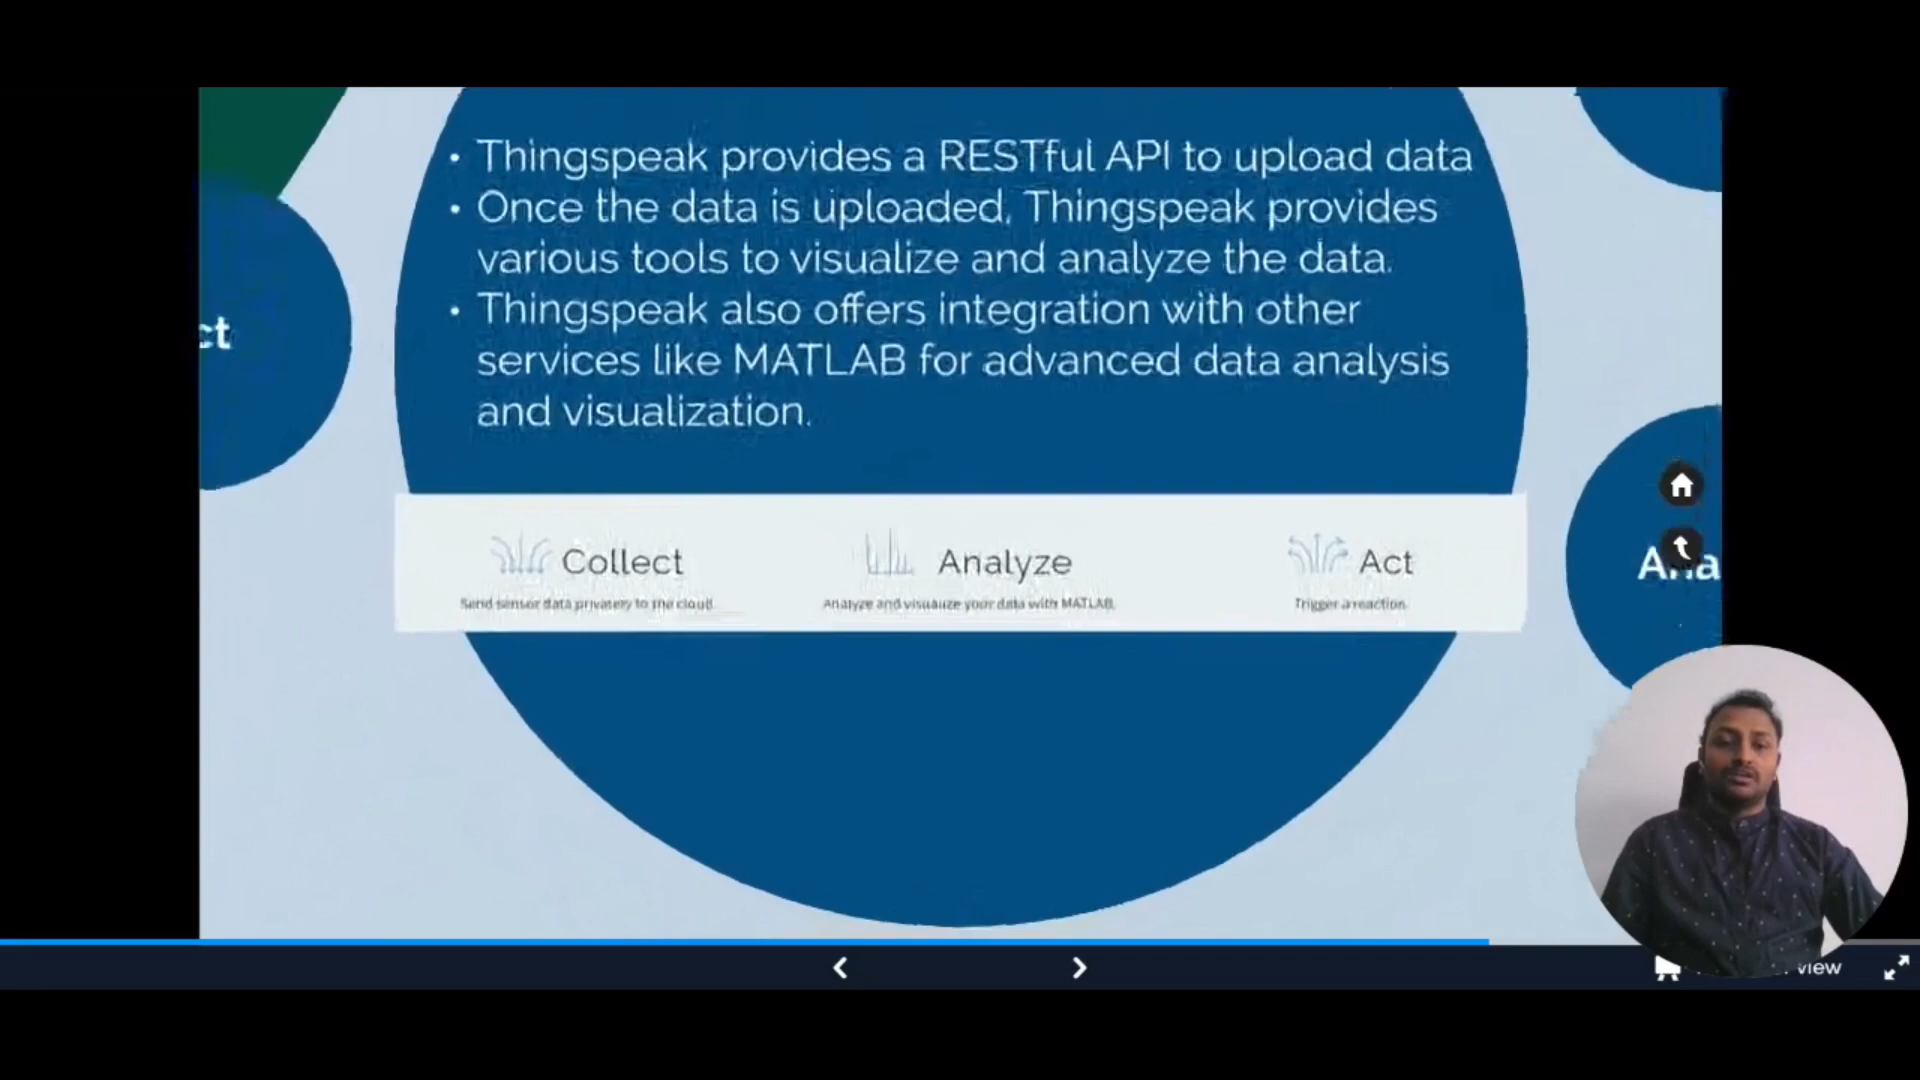 • Thingspeak provides a RESTful API to upload data
• Once the data is uploaded, Thingspeak provides
various tools to visualize and analyze the data.
• Thingspeak also offers integration with other
services like MATLAB for advanced data analysis
and visualization.
ct
Collect
Analyze
Act
Send sensor data privately to the cloud.
Analyze and visualize your data with MATLAB.
Trigger a reaction.
Ana
view